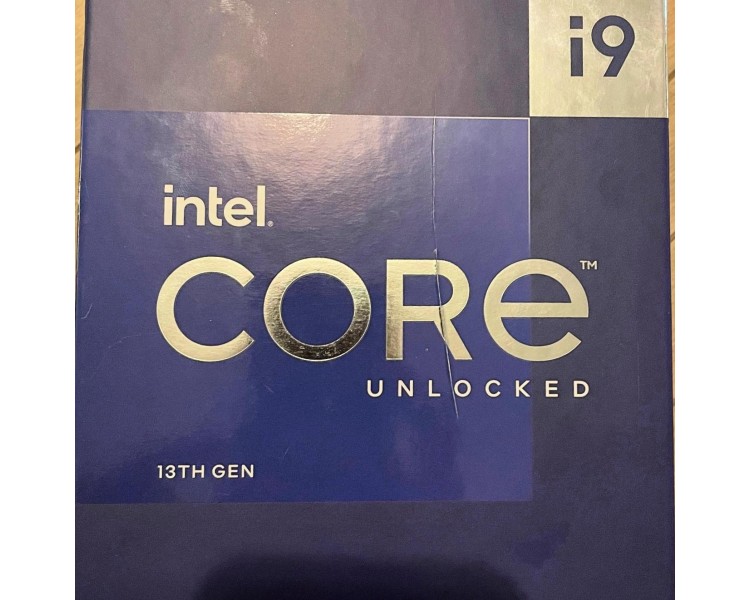 i9
intel.
CORe™
UNLOCKED
13TH GEN